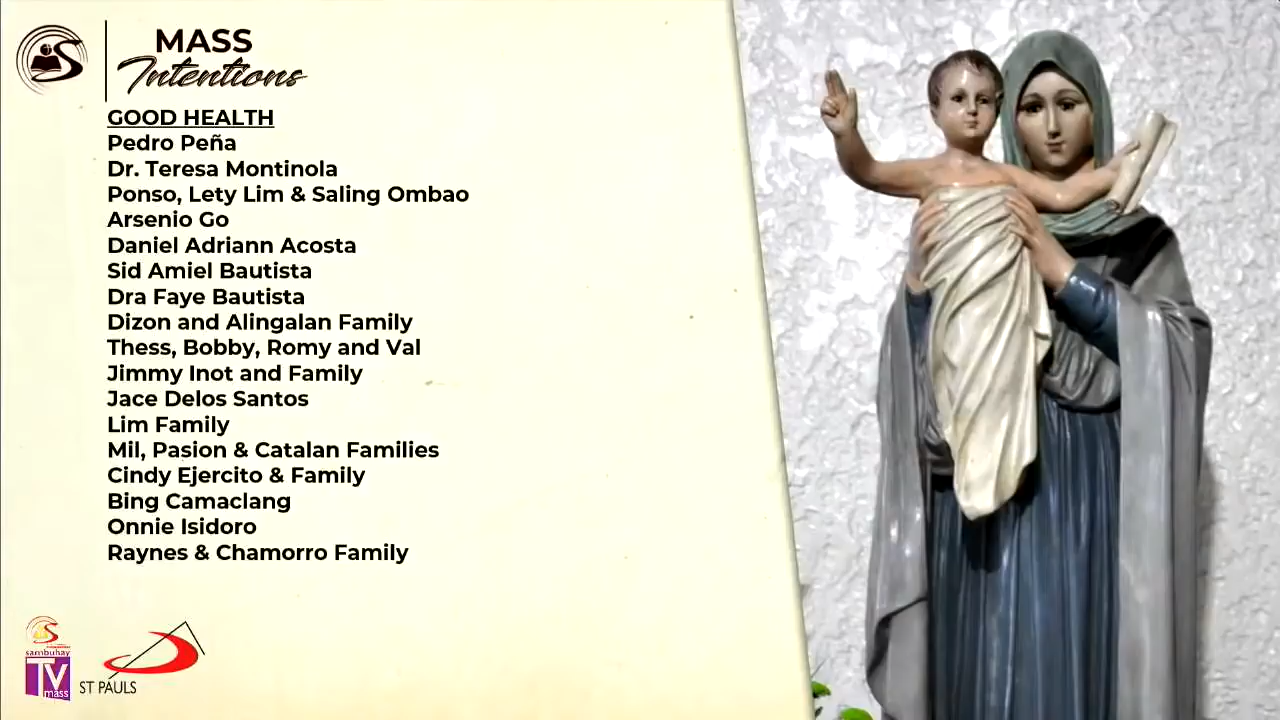 MASS
Intentions
GOOD HEALTH
Pedro Peña
Dr. Teresa Montinola
Ponso, Lety Lim & Saling Ombao
Arsenio Go
Daniel Adriann Acosta
Sid Amiel Bautista
Dra Faye Bautista
Dizon and Alingalan Family
Thess, Bobby, Romy and Val
Jimmy Inot and Family
Jace Delos Santos
Lim Family
Mil, Pasion & Catalan Families
Cindy Ejercito & Family
Bing Camaclang
Onnie Isidoro
Raynes & Chamorro Family
sambuhay
TV
mass
ST PAULS